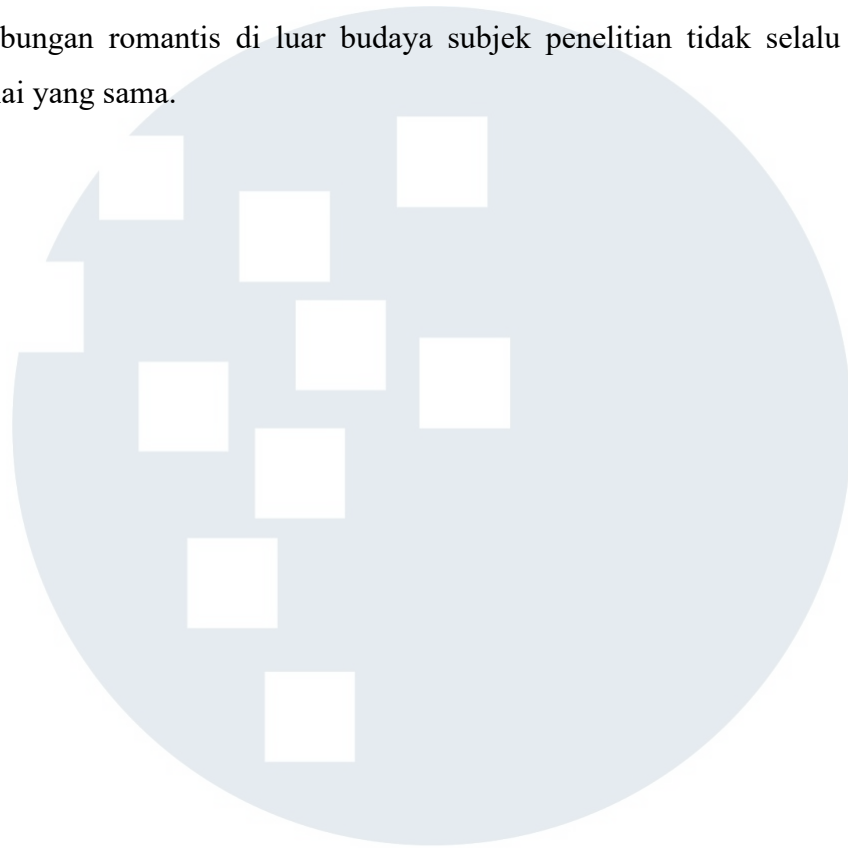 bungan romantis di luar budaya subjek penelitian tidak selalu
ai yang sama.